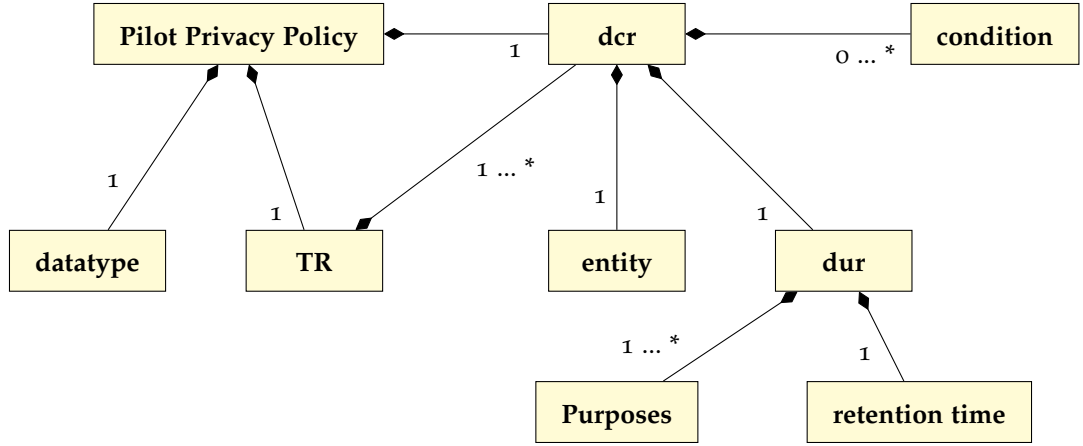 Pilot Privacy Policy
dcr
condition
1
0 ... *
1
1 ... *
1
1
1
datatype
TR
entity
dur
1 ... *
1
Purposes
retention time